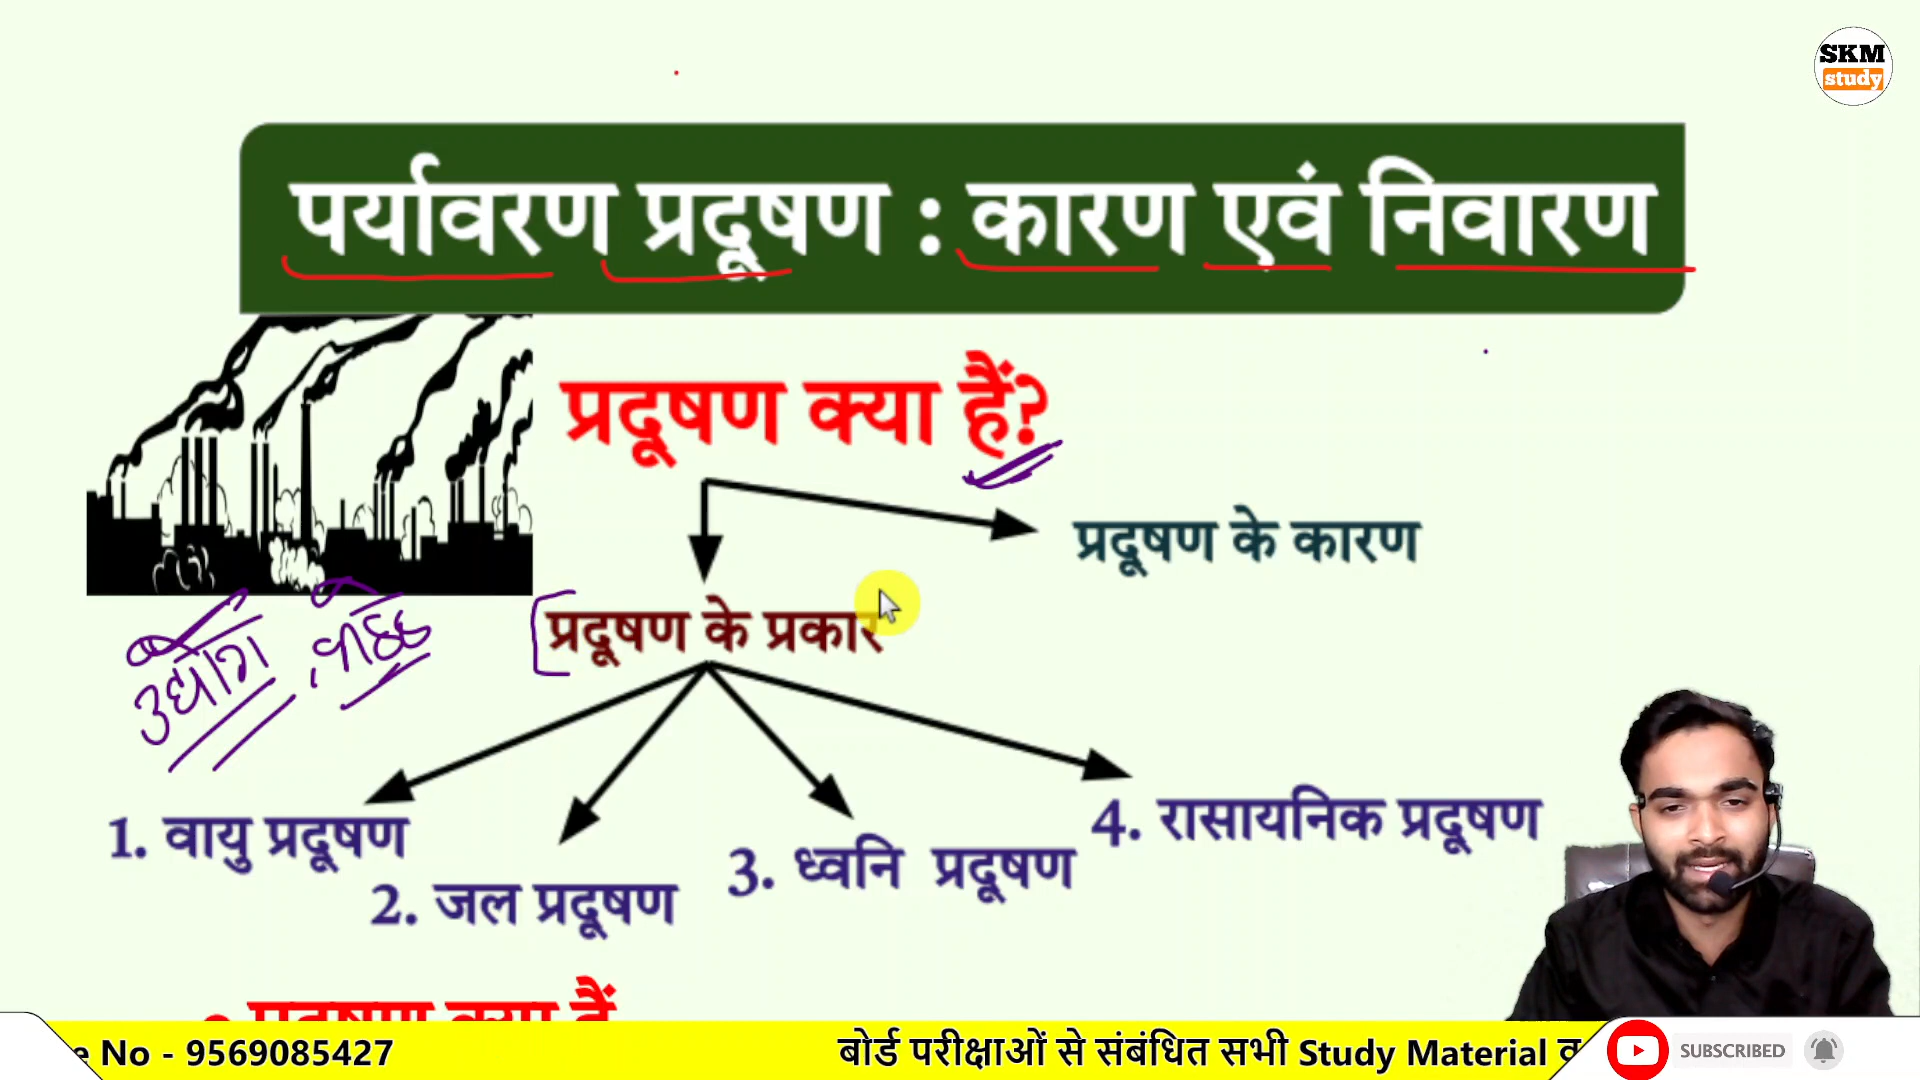 SKM
study
पर्यावरण प्रदूषण : कारण एवं निवारण
प्रदूषण क्या हैं?
प्रदूषण के कारण
प्रदूषण के प्रकार
उद्योग
1. वायु प्रदूषण
2. जल प्रदूषण
3. ध्वनि प्रदूषण
4. रासायनिक प्रदूषण
• प्रदूषण क्या हैं
e No - 9569085427
बोर्ड परीक्षाओं से संबंधित सभी Study Material
SUBSCRIBED